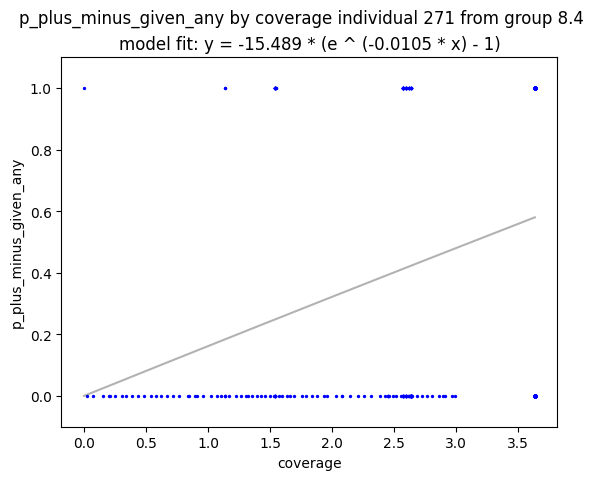 p_plus_minus_given_any by coverage individual 271 from group 8.4
model fit: y = -15.489 * (e ^ (-0.0105 * x) - 1)
1.0
0.8
0.6
0.4
0.2
0.0
p_plus_minus_given_any
0.0 0.5 1.0 1.5 2.0 2.5 3.0 3.5
coverage